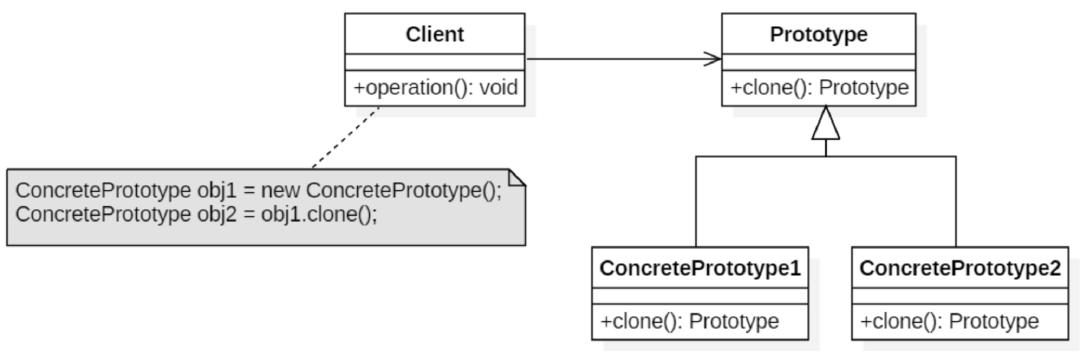 Client
+operation(): void
Prototype
+clone(): Prototype
ConcretePrototype obj1 = new ConcretePrototype();
ConcretePrototype obj2 = obj1.clone();
ConcretePrototype1
+clone(): Prototype
ConcretePrototype2
+clone(): Prototype